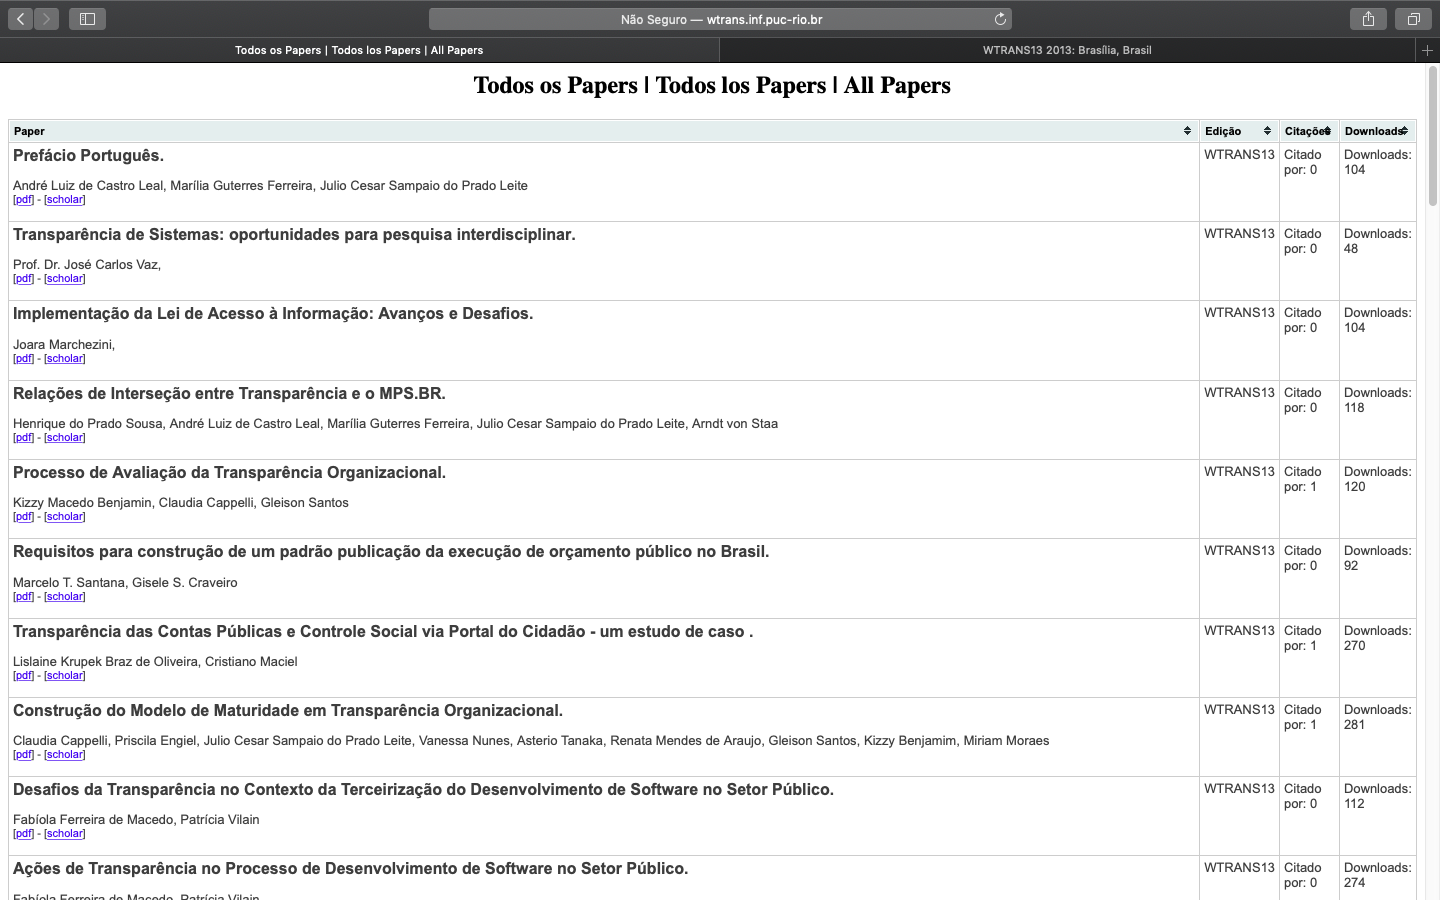 Não Seguro — wtrans.inf.puc-rio.br
Todos os Papers | Todos los Papers | All Papers
WTRANS13 2013: Brasília, Brasil
Todos os Papers | Todos los Papers | All Papers
Paper Edição Citações Downloads
Prefácio Português.
André Luiz de Castro Leal, Marília Guterres Ferreira, Julio Cesar Sampaio do Prado Leite
[pdf] - [scholar]
WTRANS13
Citado
por: 0
Downloads:
104
Transparência de Sistemas: oportunidades para pesquisa interdisciplinar.
Prof. Dr. José Carlos Vaz,
[pdf] - [scholar]
WTRANS13
Citado
por: 0
Downloads:
48
Implementação da Lei de Acesso à Informação: Avanços e Desafios.
Joara Marchezini,
[pdf] - [scholar]
WTRANS13
Citado
por: 0
Downloads:
104
Relações de Interseção entre Transparência e o MPS.BR.
Henrique do Prado Sousa, André Luiz de Castro Leal, Marília Guterres Ferreira, Julio Cesar Sampaio do Prado Leite, Arndt von Staa
[pdf] - [scholar]
WTRANS13
Citado
por: 0
Downloads:
118
Processo de Avaliação da Transparência Organizacional.
Kizzy Macedo Benjamin, Claudia Cappelli, Gleison Santos
[pdf] - [scholar]
WTRANS13
Citado
por: 1
Downloads:
120
Requisitos para construção de um padrão publicação da execução de orçamento público no Brasil.
Marcelo T. Santana, Gisele S. Craveiro
[pdf] - [scholar]
WTRANS13
Citado
por: 0
Downloads:
92
Transparência das Contas Públicas e Controle Social via Portal do Cidadão - um estudo de caso .
Lislaine Krupek Braz de Oliveira, Cristiano Maciel
[pdf] - [scholar]
WTRANS13
Citado
por: 1
Downloads:
270
Construção do Modelo de Maturidade em Transparência Organizacional.
Claudia Cappelli, Priscila Engiel, Julio Cesar Sampaio do Prado Leite, Vanessa Nunes, Asterio Tanaka, Renata Mendes de Araujo, Gleison Santos, Kizzy Benjamim, Miriam Moraes
[pdf] - [scholar]
WTRANS13
Citado
por: 1
Downloads:
281
Desafios da Transparência no Contexto da Terceirização do Desenvolvimento de Software no Setor Público.
Fabíola Ferreira de Macedo, Patrícia Vilain
[pdf] - [scholar]
WTRANS13
Citado
por: 0
Downloads:
112
Ações de Transparência no Processo de Desenvolvimento de Software no Setor Público.
Fabíola Ferreira de Macedo, Patrícia Vilain
WTRANS13
Citado
por: 0
Downloads:
274